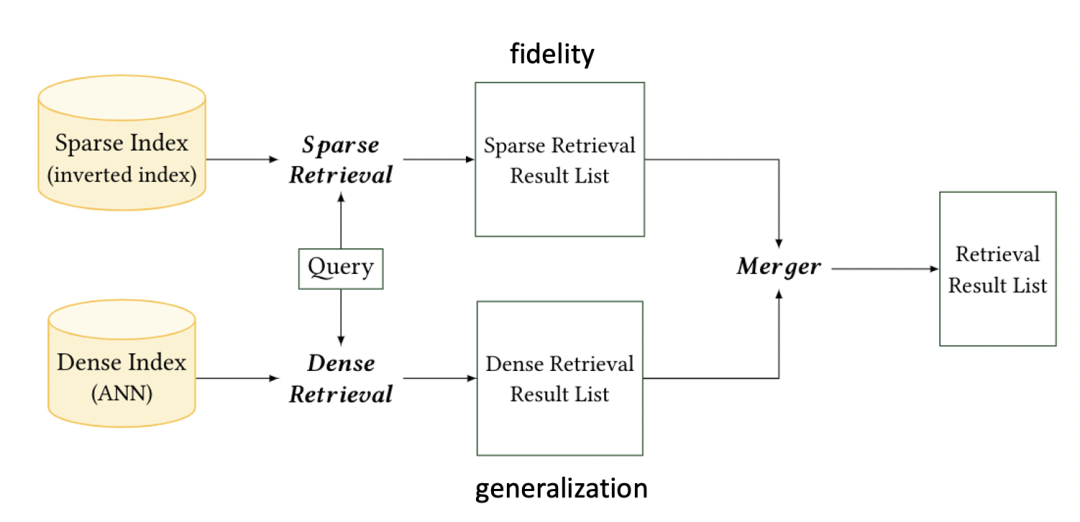 fidelity
Sparse Index
(inverted index)
Sparse
Retrieval
Sparse Retrieval
Result List
Query
Merger
Retrieval
Result List
Dense Index
(ANN)
Dense
Retrieval
Dense Retrieval
Result List
generalization